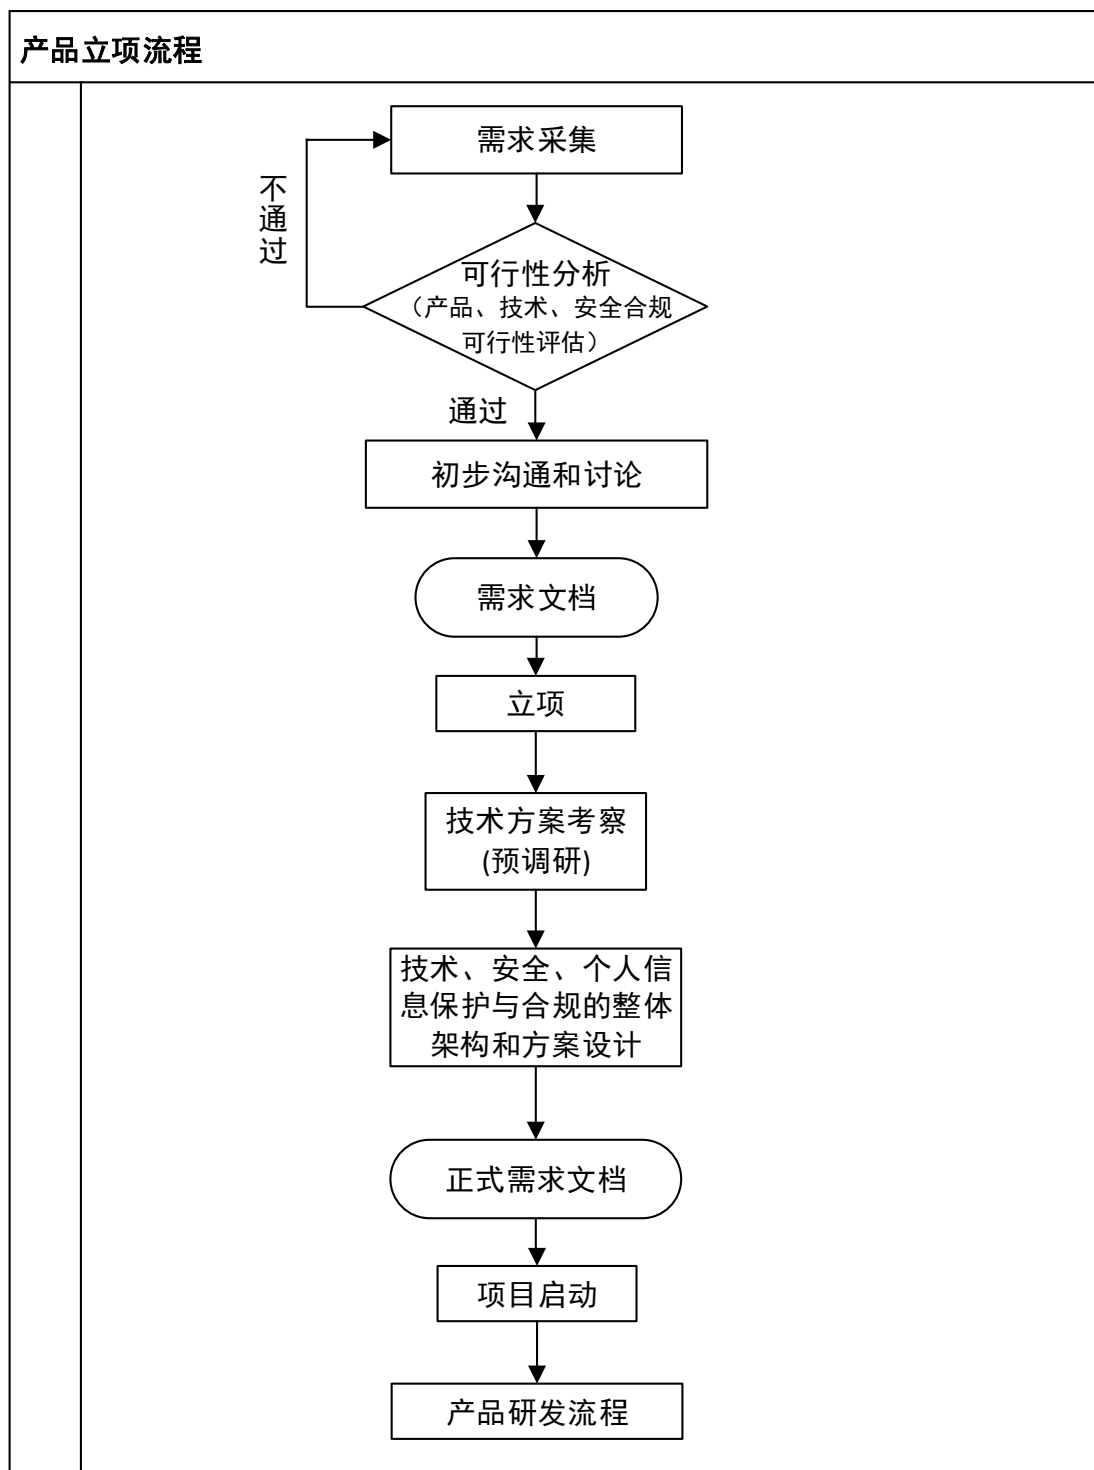 产品立项流程
需求采集
不
通
过
可行性分析
（产品、技术、安全合规
可行性评估）
通过
初步沟通和讨论
需求文档
立项
技术方案考察
(预调研)
技术、安全、个人信
息保护与合规的整体
架构和方案设计
正式需求文档
项目启动
产品研发流程